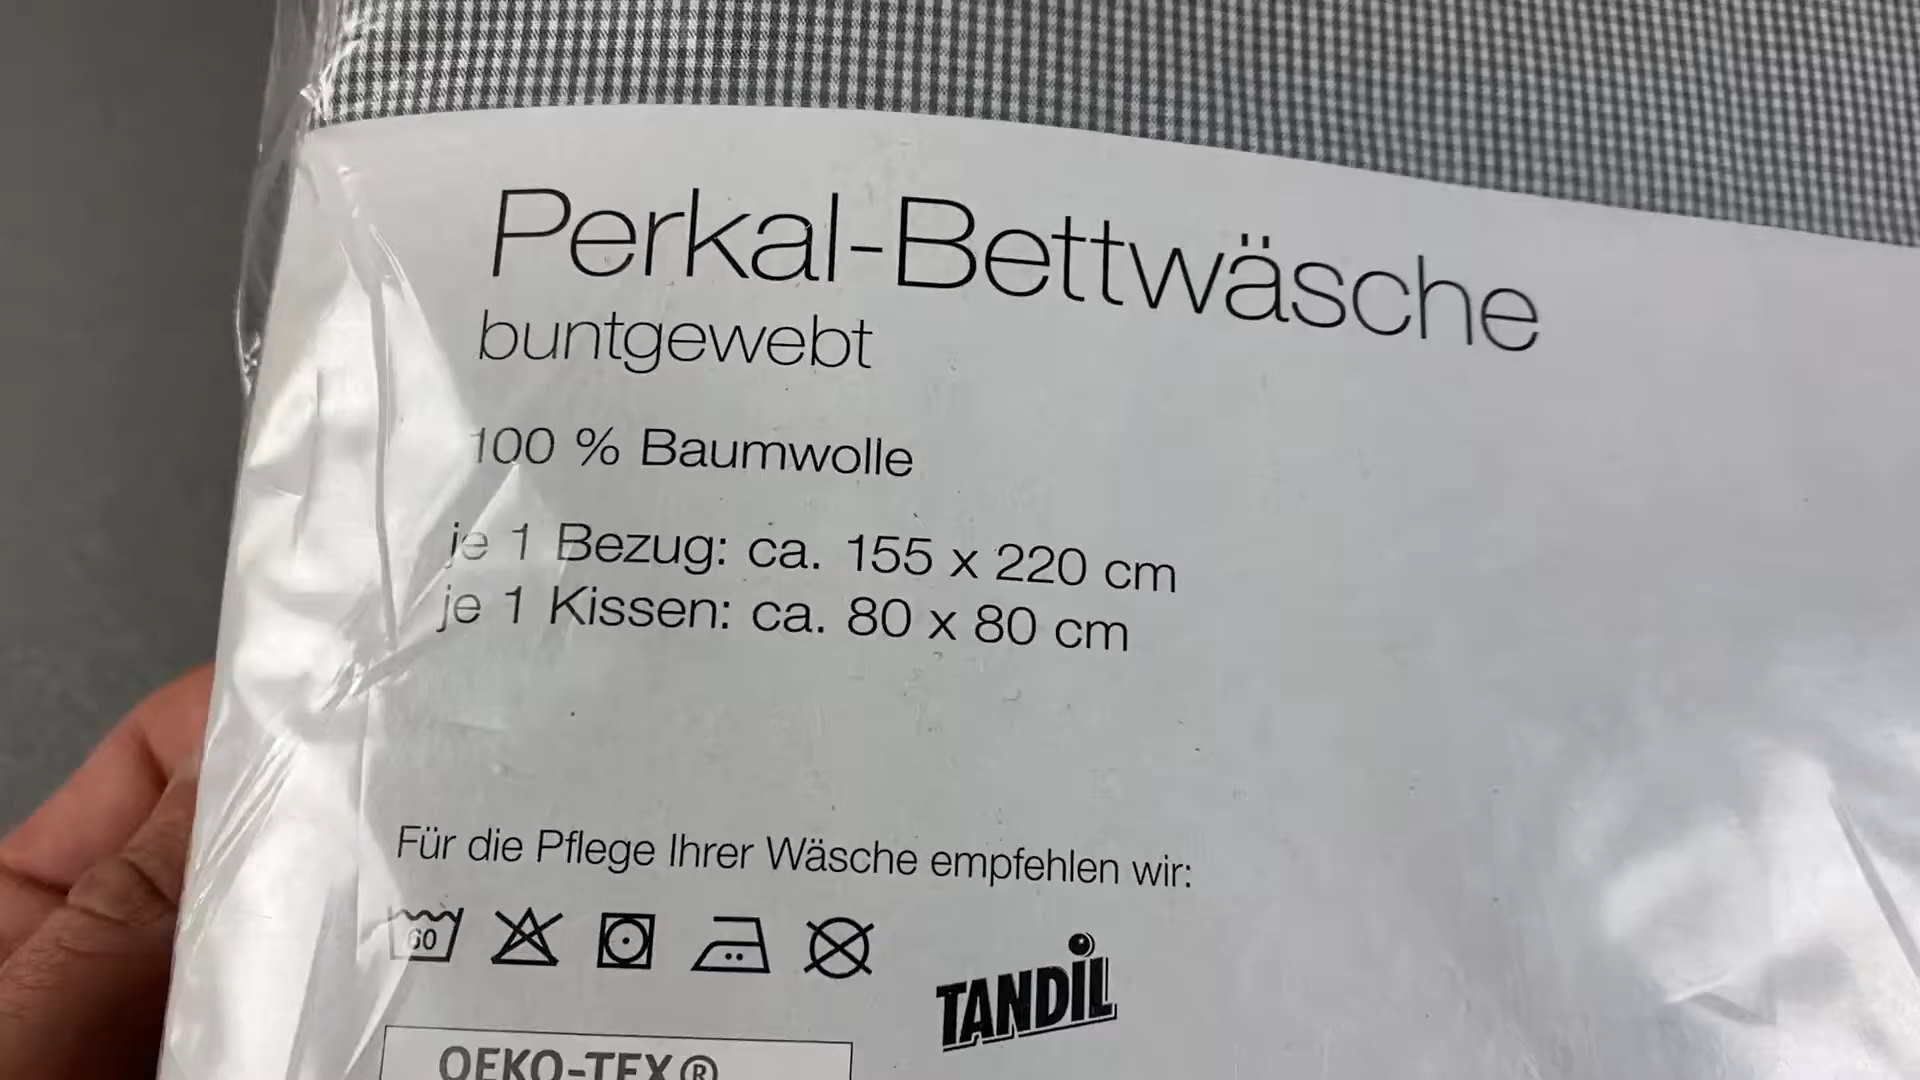 Perkal-Bettwäsche
buntgewebt
100 % Baumwolle
je 1 Bezug: ca. 155 x 220 cm
je 1 Kissen: ca. 80 x 80 cm
Für die Pflege Ihrer Wäsche empfehlen wir:
60
TANDIL
OEKO-TEX®